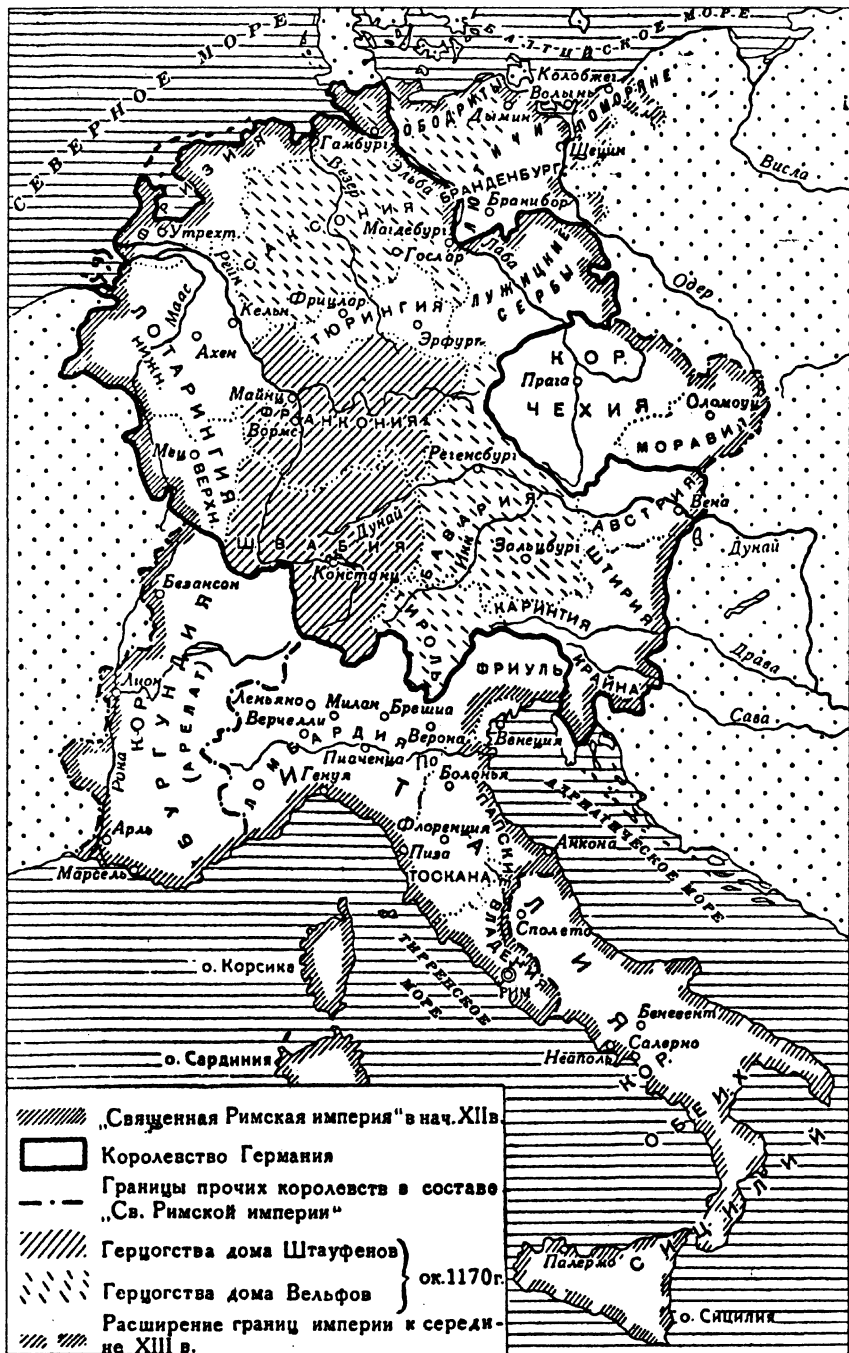 СЕВЕРНОЕ МОРЕ
БАЛТИЙСКОЕ МОРЕ
Колобжег
Волынь
ОБОДРИТЫ
Дымин
ПОМОРЯНЕ
ЛЮТИЧИ
Щецин
Гамбург
Эльба
Везер
БРАНДЕНБУРГ
Бранибор
Висла
ФРИЗИЯ
Утрехт
САКСОНИЯ
Магдебург
Гослар
Лаба
ЛУЖИЦКИЕ
СЕРБЫ
Одер
Рейн
Маас
Кельн
Фрицлар
ТЮРИНГИЯ
Эрфурт
Ахен
НИЖН.
ЛОТАРИНГИЯ
ВЕРХН.
Мец
Майнц
ФРАНКОНИЯ
Вормс
КОР.
Прага
ЧЕХИЯ
Оломоуц
МОРАВИЯ
Регенсбург
ШВАБИЯ
Дунай
Констанц
БАВАРИЯ
Инн
Зальцбург
АВСТРИЯ
Вена
ШТИРИЯ
Дунай
ТИРОЛЬ
КАРИНТИЯ
Драва
КРАЙНА
Сава
ФРИУЛЬ
Безансон
Лион
КОР.
БУРГУНДИЯ
(АРЕЛАТ)
Рона
Арль
Марсель
Леньяно
Милан
Брешиа
Верчелли
Верона
Венеция
ЛОМБАРДИЯ
Пиаченца
По
Генуя
Болонья
ИТАЛИЯ
ПАПСКИЕ ВЛАДЕНИЯ
АДРИАТИЧЕСКОЕ МОРЕ
Флоренция
Пиза
Анкона
ТОСКАНА
Сполето
о. Корсика
ТИРРЕНСКОЕ
МОРЕ
РИМ
Беневент
Салерно
Неаполь
о. Сардиния
КОР.
ОБЕИХ
СИЦИЛИЙ
Палермо
о. Сицилия
„Священная Римская империя" в нач. XII в.
Королевство Германия
Границы прочих королевств в составе
„Св. Римской империи"
Герцогства дома Штауфенов
Герцогства дома Вельфов
ок. 1170 г.
Расширение границ империи к середи-
не XIII в.